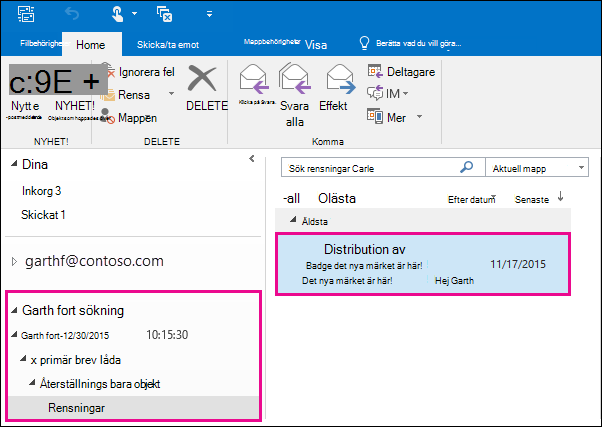 Fillbehörighet Home Skicka/ta emot Mappbehörigheter Visa Berätta vad du vill göra...
c:9E +
Nytt e
-postmeddelande
NYHET!
Objekt som hoppades över
NYHET!
Ignorera fel
Rensa
Mappen
DELETE
DELETE
Klicka på Svara.
Svara
alla
Effekt
Komma
Deltagare
IM
Mer
Dina
Inkorg 3
Skickat 1
garthf@contoso.com
Garth fort sökning
Garth fort-12/30/2015 10:15:30
x primär brev låda
Återställnings bara objekt
Rensningar
Sök rensningar Carle
Aktuell mapp
-all Olästa Efter datum Senaste
Äldsta
Distribution av
Badge det nya märket är här! 11/17/2015
Det nya märket är här! Hej Garth